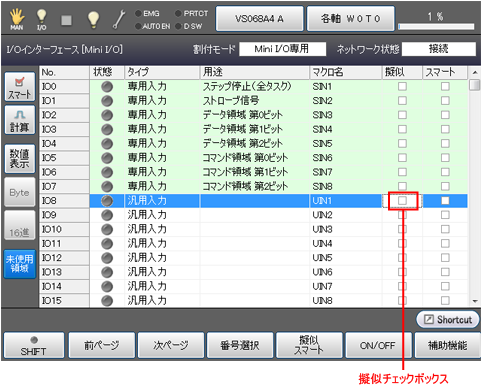 MAN I/O EMG PRTCT AUTO EN D SW VS068A4 A 各軸 W0T0 1 %
I/Oインターフェース [Mini I/O] 割付モード Mini I/O専用 ネットワーク状態 接続
No. 状態 タイプ 用途 マクロ名 擬似 スマート
IO0 専用入力 ステップ停止(全タスク) SIN1
IO1 専用入力 ストローブ信号 SIN2
IO2 専用入力 データ領域 第0ビット SIN3
IO3 専用入力 データ領域 第1ビット SIN4
IO4 専用入力 データ領域 第2ビット SIN5
IO5 専用入力 コマンド領域 第0ビット SIN6
IO6 専用入力 コマンド領域 第1ビット SIN7
IO7 専用入力 コマンド領域 第2ビット SIN8
IO8 汎用入力 UIN1
IO9 汎用入力 UIN2
IO10 汎用入力 UIN3
IO11 汎用入力 UIN4
IO12 汎用入力 UIN5
IO13 汎用入力 UIN6
IO14 汎用入力 UIN7
IO15 汎用入力 UIN8
スマート
計算
数値
表示
Byte
16進
未使用
領域
Shortcut
SHIFT 前ページ 次ページ 番号選択 擬似
スマート ON/OFF 補助機能
擬似チェックボックス